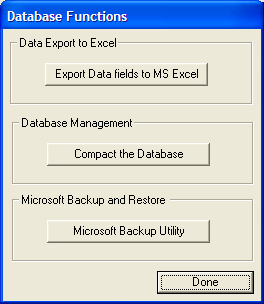 Database Functions
Data Export to Excel
Export Data fields to MS Excel
Database Management
Compact the Database
Microsoft Backup and Restore
Microsoft Backup Utility
Done